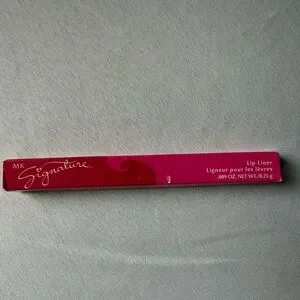 MK
Signature
Lip Liner
Ligneur pour les lèvres
.009 OZ. NET WT./0.25 g